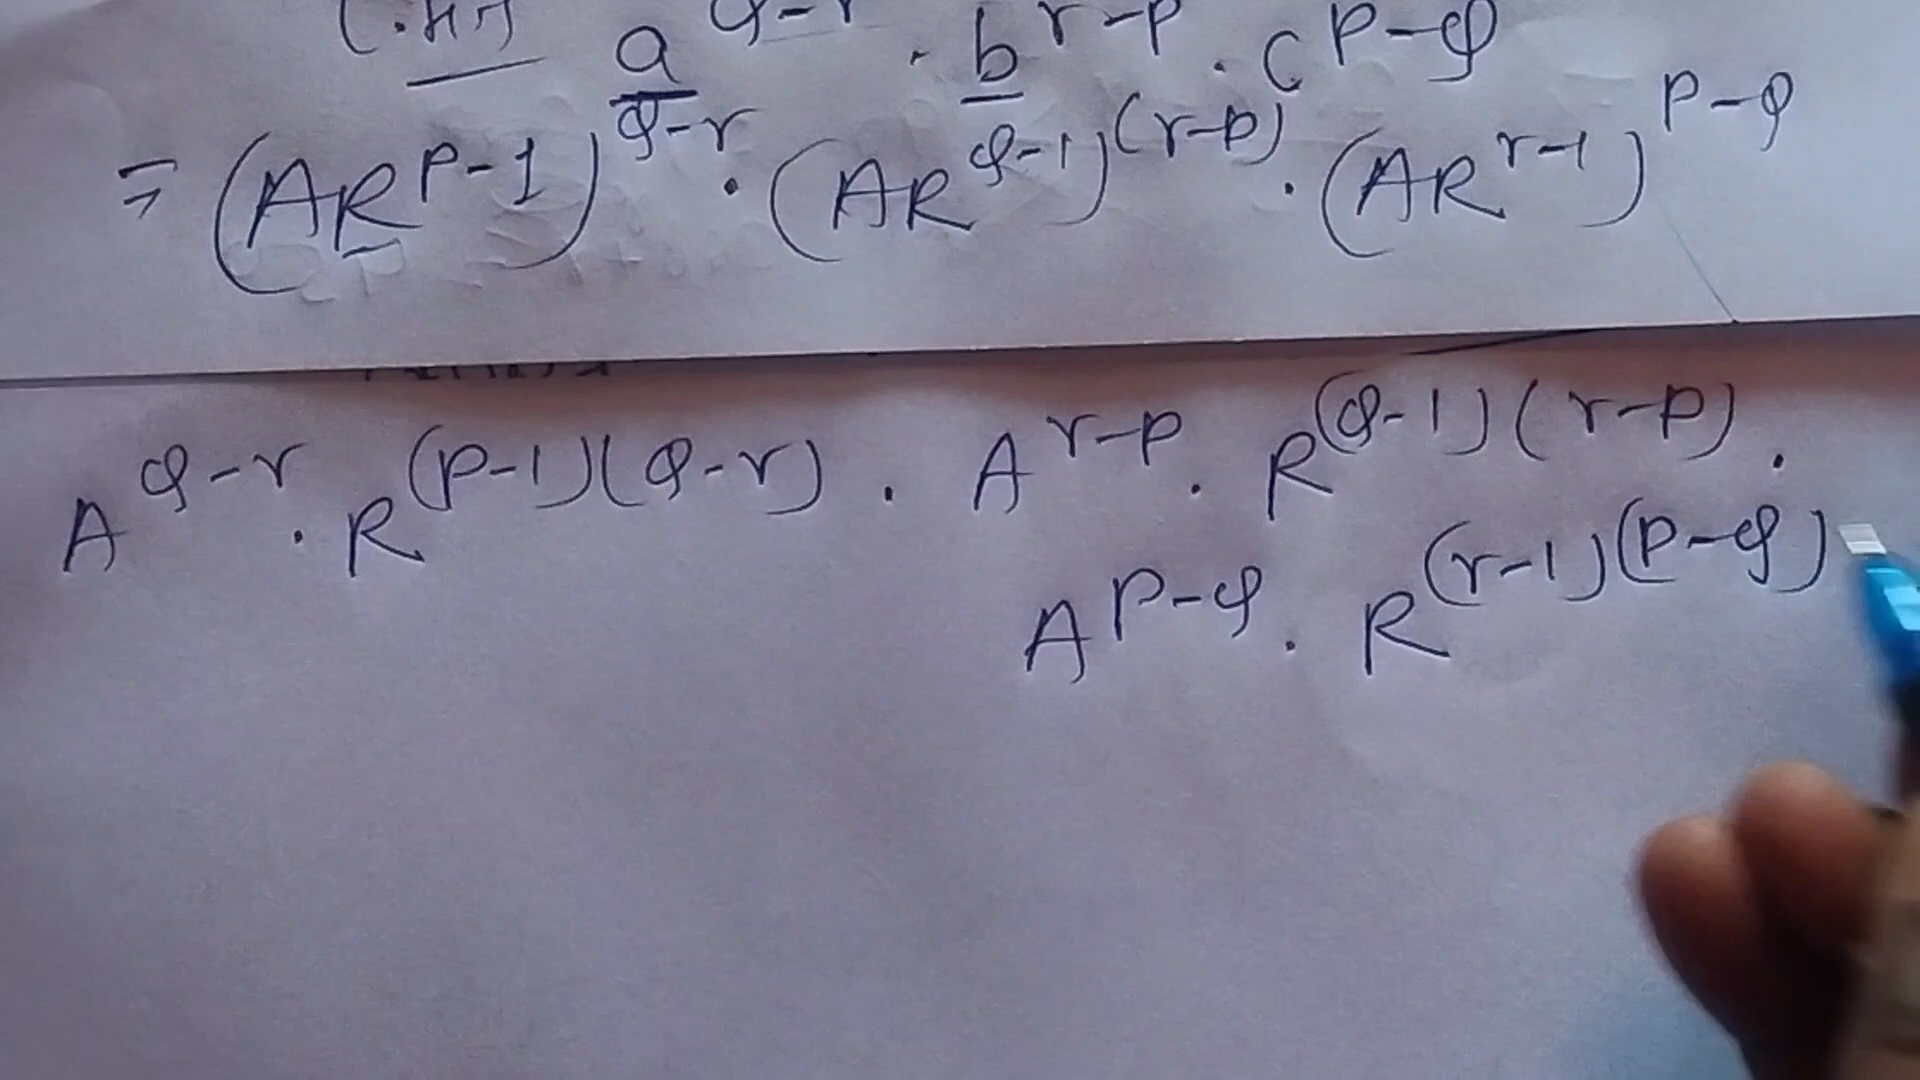 a^{q-r} . b^{r-p} . c^{p-q}
= (AR^{p-1})^{q-r} . (AR^{q-1})^{(r-p)} . (AR^{r-1})^{p-q}
A^{q-r} . R^{(p-1)(q-r)} . A^{r-p} . R^{(q-1)(r-p)} .
A^{p-q} . R^{(r-1)(p-q)}